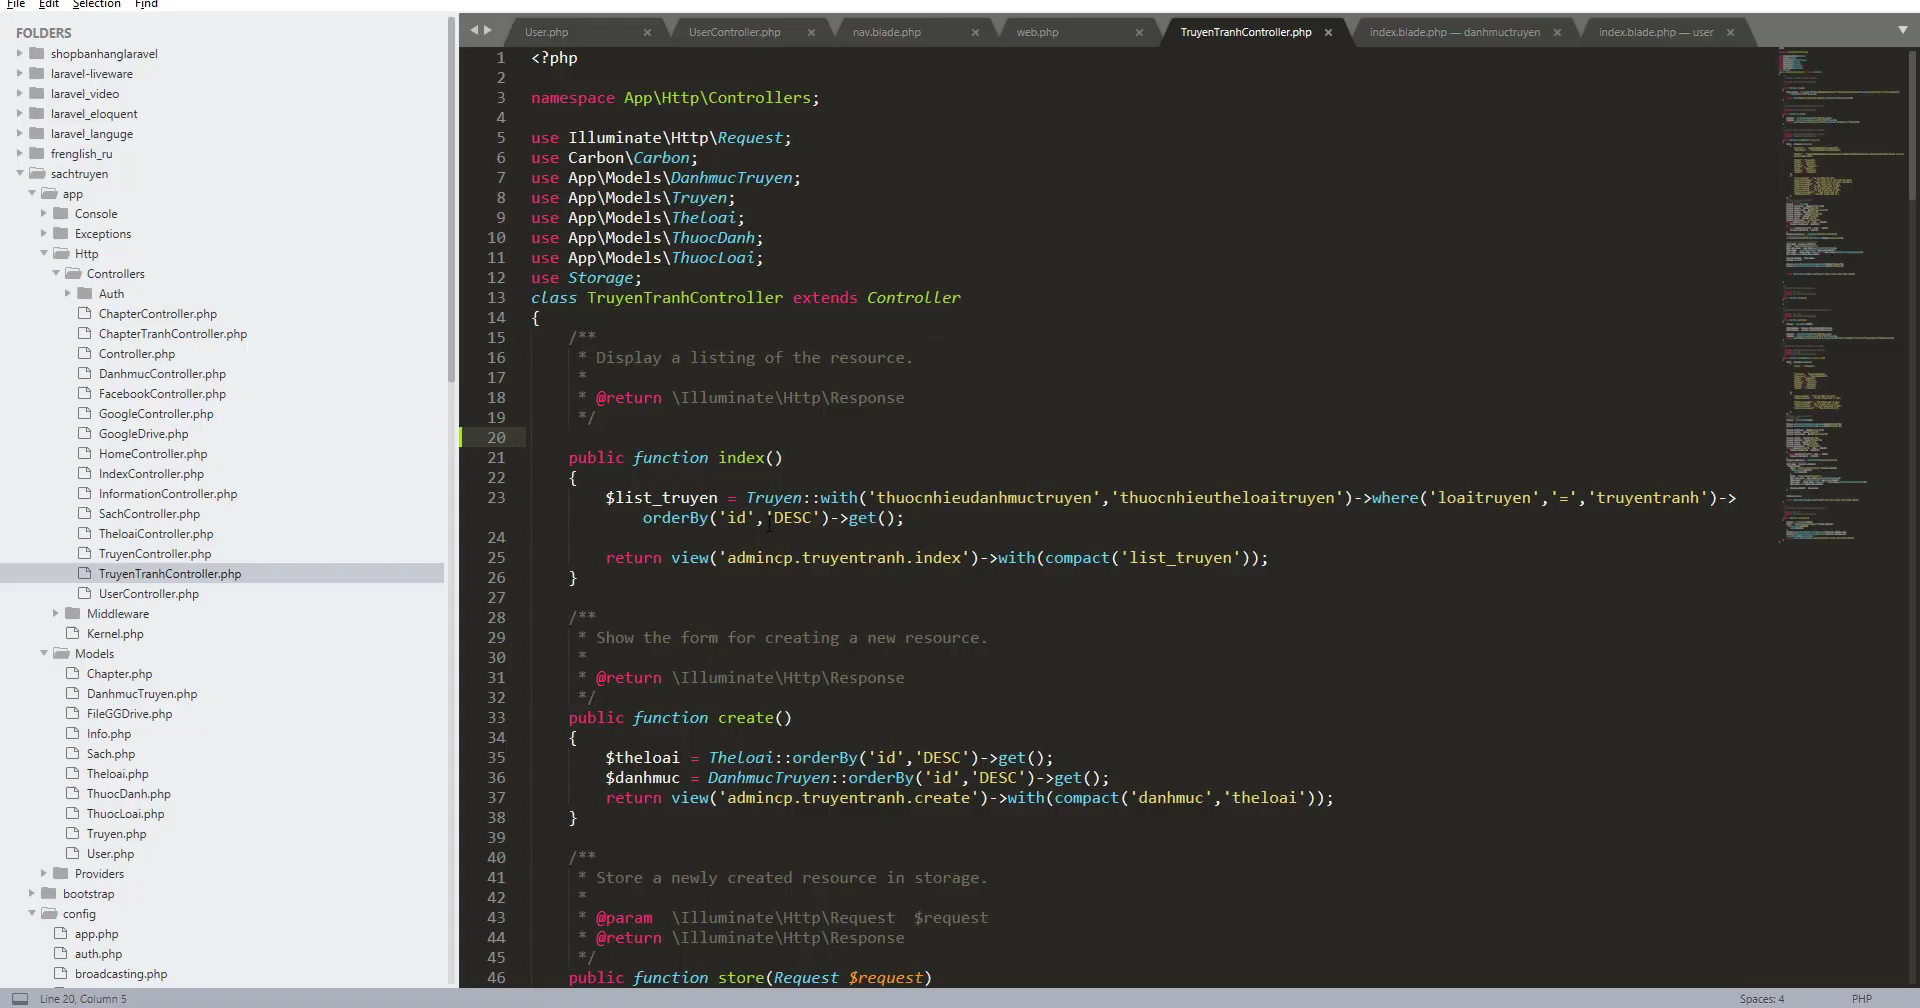 File Edit Selection Find
FOLDERS
shopbanhanglaravel
laravel-liveware
laravel_video
laravel_eloquent
laravel_languge
frenglish_ru
sachtruyen
app
Console
Exceptions
Http
Controllers
Auth
ChapterController.php
ChapterTranhController.php
Controller.php
DanhmucController.php
FacebookController.php
GoogleController.php
GoogleDrive.php
HomeController.php
IndexController.php
InformationController.php
SachController.php
TheloaiController.php
TruyenController.php
TruyenTranhController.php
UserController.php
Middleware
Kernel.php
Models
Chapter.php
DanhmucTruyen.php
FileGGDrive.php
Info.php
Sach.php
Theloai.php
ThuocDanh.php
ThuocLoai.php
Truyen.php
User.php
Providers
bootstrap
config
app.php
auth.php
broadcasting.php
User.php UserController.php nav.blade.php web.php TruyenTranhController.php index.blade.php — danhmuctruyen index.blade.php — user
1 <?php
2
3 namespace App\Http\Controllers;
4
5 use Illuminate\Http\Request;
6 use Carbon\Carbon;
7 use App\Models\DanhmucTruyen;
8 use App\Models\Truyen;
9 use App\Models\Theloai;
10 use App\Models\ThuocDanh;
11 use App\Models\ThuocLoai;
12 use Storage;
13 class TruyenTranhController extends Controller
14 {
15 /**
16 * Display a listing of the resource.
17 *
18 * @return \Illuminate\Http\Response
19 */
20
21 public function index()
22 {
23 $list_truyen = Truyen::with('thuocnhieudanhmuctruyen','thuocnhieutheloaitruyen')->where('loaitruyen','=','truyentranh')->
orderBy('id','DESC')->get();
24
25 return view('admincp.truyentranh.index')->with(compact('list_truyen'));
26 }
27
28 /**
29 * Show the form for creating a new resource.
30 *
31 * @return \Illuminate\Http\Response
32 */
33 public function create()
34 {
35 $theloai = Theloai::orderBy('id','DESC')->get();
36 $danhmuc = DanhmucTruyen::orderBy('id','DESC')->get();
37 return view('admincp.truyentranh.create')->with(compact('danhmuc','theloai'));
38 }
39
40 /**
41 * Store a newly created resource in storage.
42 *
43 * @param \Illuminate\Http\Request $request
44 * @return \Illuminate\Http\Response
45 */
46 public function store(Request $request)
Line 20, Column 5
Spaces: 4
PHP